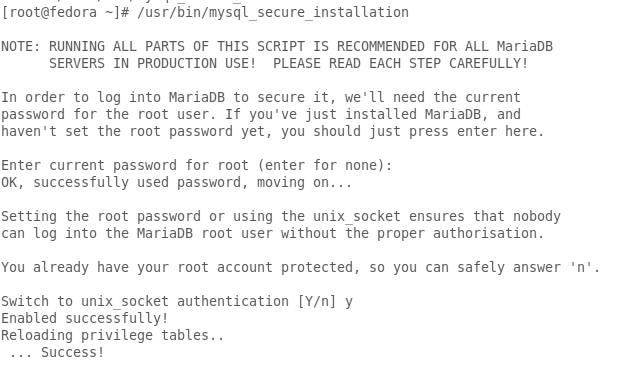 [root@fedora ~]# /usr/bin/mysql_secure_installation
NOTE: RUNNING ALL PARTS OF THIS SCRIPT IS RECOMMENDED FOR ALL MariaDB
      SERVERS IN PRODUCTION USE!  PLEASE READ EACH STEP CAREFULLY!
In order to log into MariaDB to secure it, we'll need the current
password for the root user. If you've just installed MariaDB, and
haven't set the root password yet, you should just press enter here.
Enter current password for root (enter for none):
OK, successfully used password, moving on...
Setting the root password or using the unix_socket ensures that nobody
can log into the MariaDB root user without the proper authorisation.
You already have your root account protected, so you can safely answer 'n'.
Switch to unix_socket authentication [Y/n] y
Enabled successfully!
Reloading privilege tables..
 ... Success!